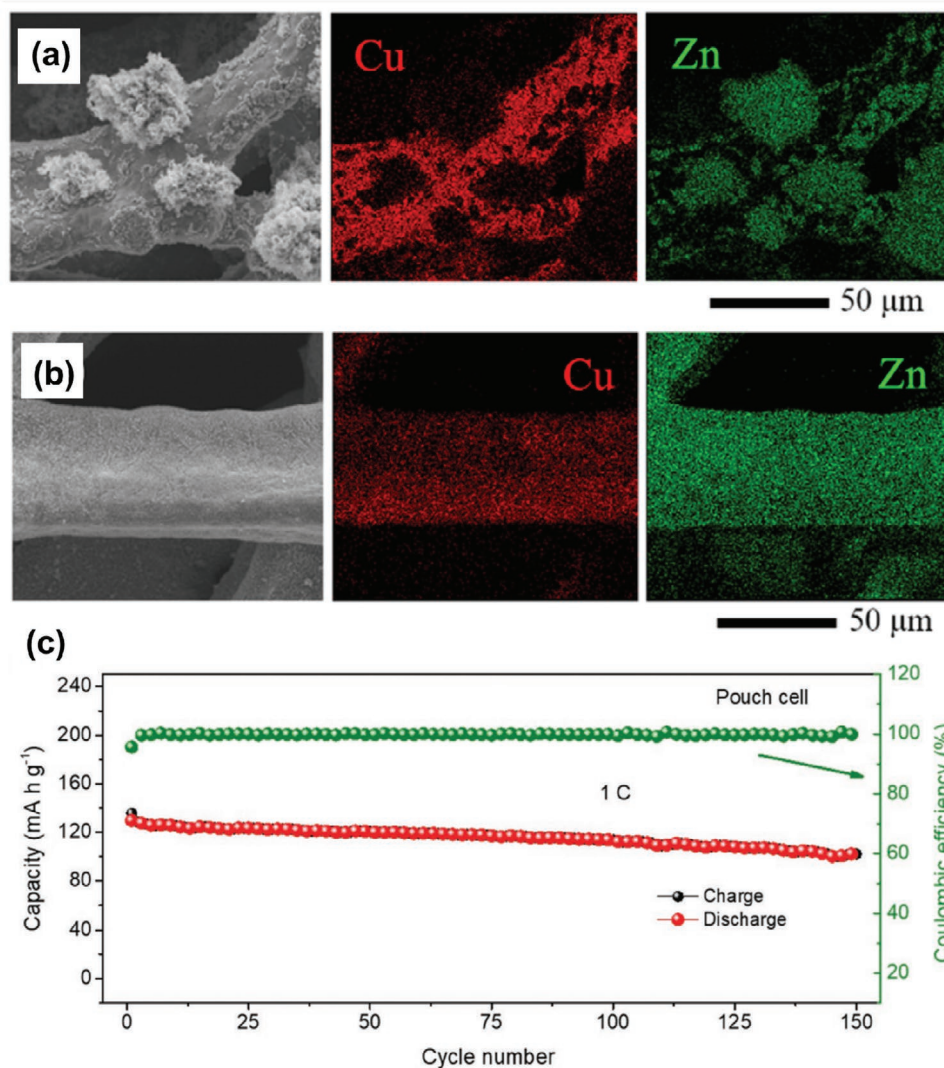 (a)
Cu
Zn
50 μm
(b)
Cu
Zn
50 μm
(c)
240
200
160
120
80
40
0
Capacity (mA h g⁻¹)
Pouch cell
1 C
Charge
Discharge
120
100
80
60
40
20
Coulombic efficiency (%)
0
25
50
75
100
125
150
Cycle number